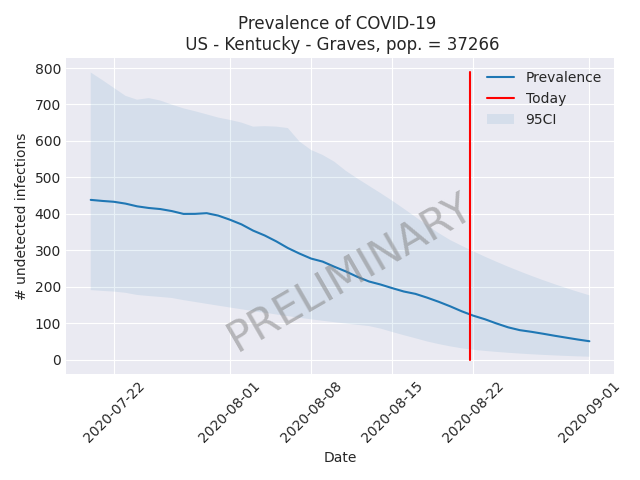 Prevalence of COVID-19
US - Kentucky - Graves, pop. = 37266
# undetected infections
800
700
600
500
400
300
200
100
0
Prevalence
Today
95CI
PRELIMINARY
2020-07-22
2020-08-01
2020-08-08
2020-08-15
2020-08-22
2020-09-01
Date